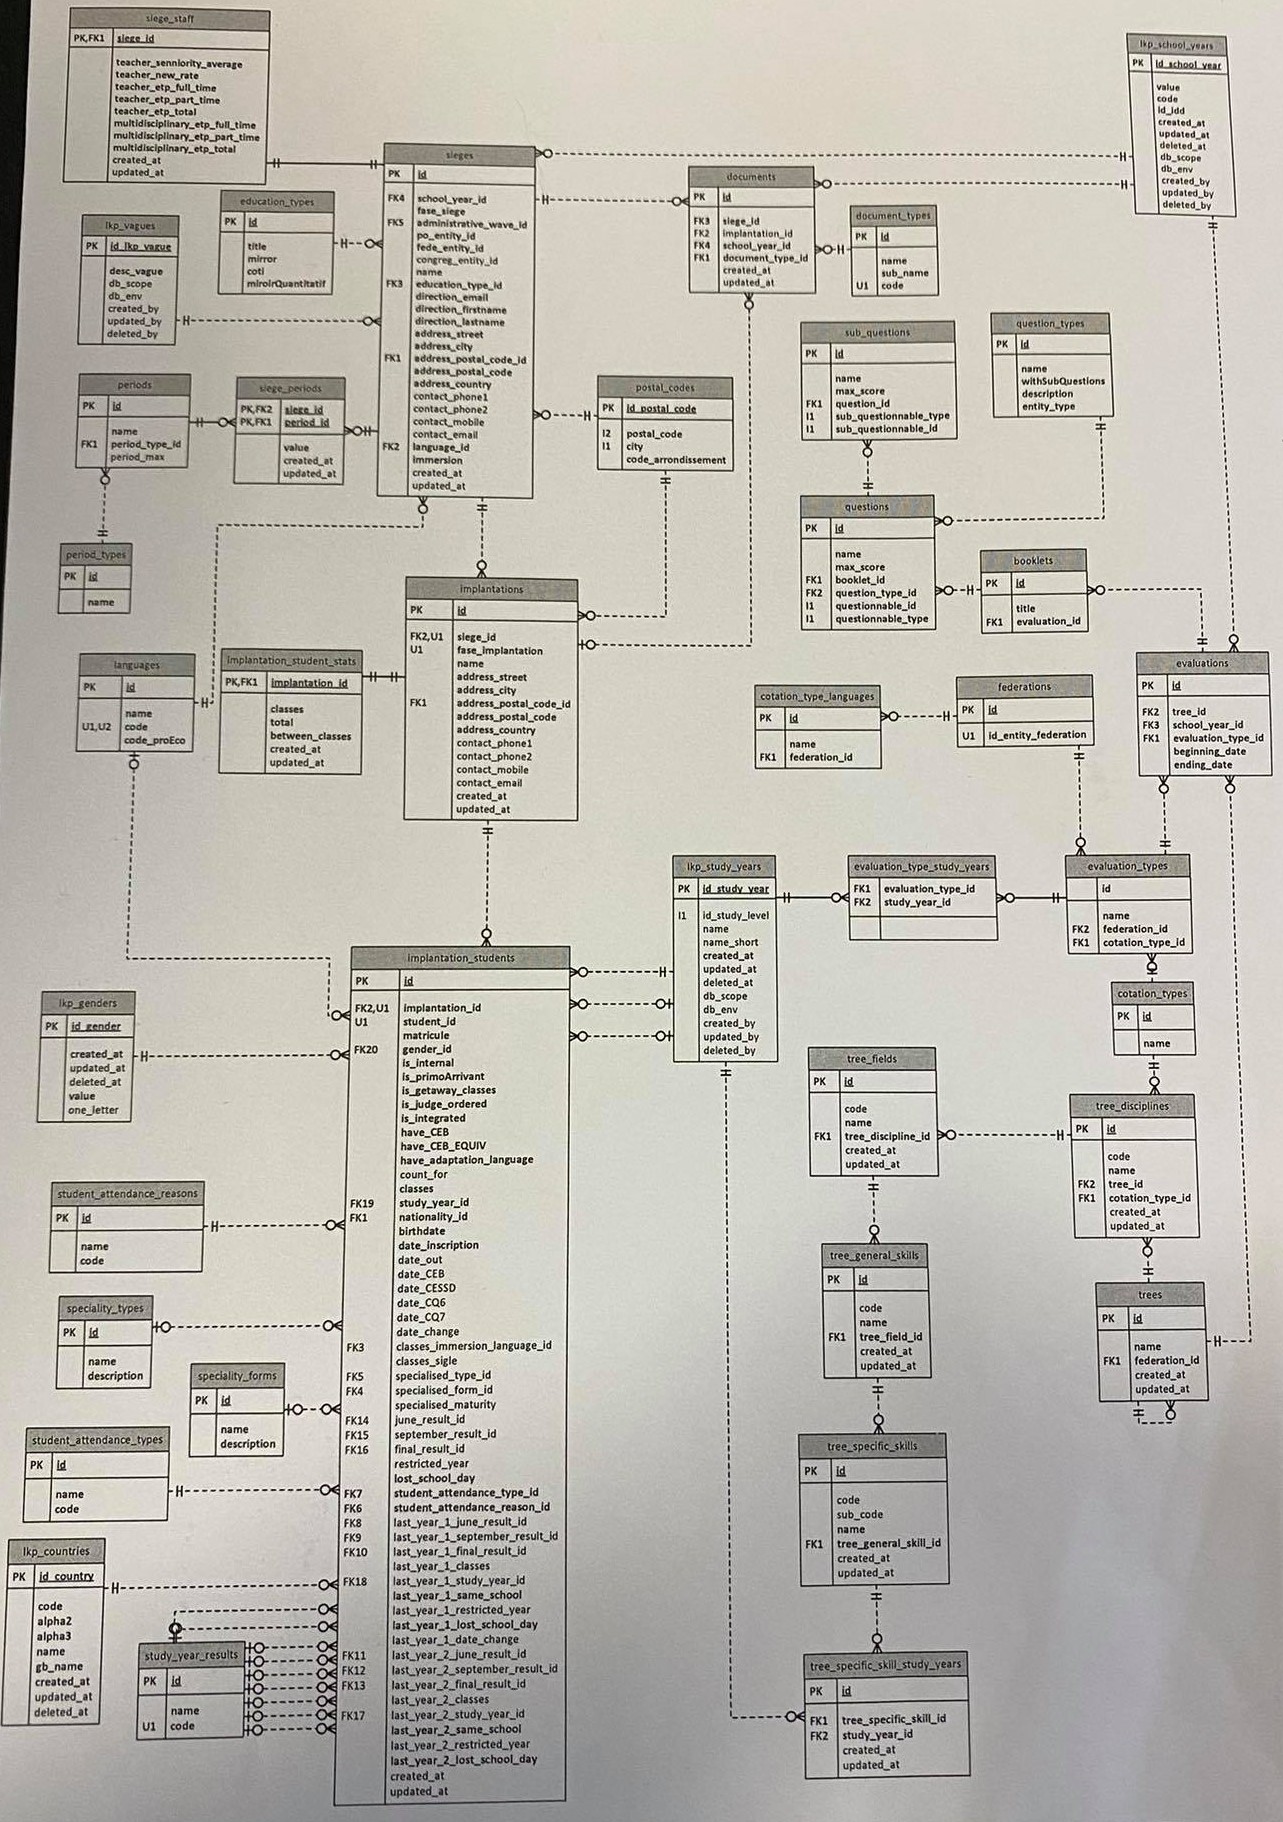 siege_staff
PK,FK1 siege_id
teacher_senniority_average
teacher_new_rate
teacher_etp_full_time
teacher_etp_part_time
teacher_etp_total
multidisciplinary_etp_full_time
multidisciplinary_etp_part_time
multidisciplinary_etp_total
created_at
updated_at
lkp_school_years
PK id_school_year
value
code
id_idd
created_at
updated_at
deleted_at
db_scope
db_env
created_by
updated_by
deleted_by
sieges
PK id
FK4 school_year_id
fase_siege
FK5 administrative_wave_id
po_entity_id
fede_entity_id
congreg_entity_id
name
FK3 education_type_id
direction_email
direction_firstname
direction_lastname
address_street
address_city
FK1 address_postal_code_id
address_postal_code
address_country
contact_phone1
contact_phone2
contact_mobile
contact_email
FK2 language_id
immersion
created_at
updated_at
documents
PK id
FK3 siege_id
FK2 implantation_id
FK4 school_year_id
FK1 document_type_id
created_at
updated_at
document_types
PK id
name
sub_name
U1 code
education_types
PK id
title
mirror
coti
miroirQuantitatif
lkp_vagues
PK id_lkp_vague
desc_vague
db_scope
db_env
created_by
updated_by
deleted_by
sub_questions
PK id
name
max_score
FK1 question_id
I1 sub_questionnable_type
I1 sub_questionnable_id
question_types
PK id
name
withSubQuestions
description
entity_type
periods
PK id
name
FK1 period_type_id
period_max
siege_periods
PK,FK2 siege_id
PK,FK1 period_id
value
created_at
updated_at
postal_codes
PK id_postal_code
I2 postal_code
I1 city
code_arrondissement
questions
PK id
name
max_score
FK1 booklet_id
FK2 question_type_id
I1 questionnable_id
I1 questionnable_type
booklets
PK id
title
FK1 evaluation_id
period_types
PK id
name
implantations
PK id
FK2,U1 siege_id
U1 fase_implantation
name
address_street
address_city
FK1 address_postal_code_id
address_postal_code
address_country
contact_phone1
contact_phone2
contact_mobile
contact_email
created_at
updated_at
languages
PK id
name
U1,U2 code
code_proEco
implantation_student_stats
PK,FK1 implantation_id
classes
total
between_classes
created_at
updated_at
evaluations
PK id
FK2 tree_id
FK3 school_year_id
FK1 evaluation_type_id
beginning_date
ending_date
cotation_type_languages
PK id
name
FK1 federation_id
federations
PK id
U1 id_entity_federation
lkp_study_years
PK id_study_year
I1 id_study_level
name
name_short
created_at
updated_at
deleted_at
db_scope
db_env
created_by
updated_by
deleted_by
evaluation_type_study_years
FK1 evaluation_type_id
FK2 study_year_id
evaluation_types
id
name
FK2 federation_id
FK1 cotation_type_id
cotation_types
PK id
name
implantation_students
PK id
FK2,U1 implantation_id
U1 student_id
matricule
FK20 gender_id
is_internal
is_primoArrivant
is_getaway_classes
is_judge_ordered
is_integrated
have_CEB
have_CEB_EQUIV
have_adaptation_language
count_for
classes
FK19 study_year_id
FK1 nationality_id
birthdate
date_inscription
date_out
date_CEB
date_CESSD
date_CQ6
date_CQ7
date_change
FK3 classes_immersion_language_id
classes_sigle
FK5 specialised_type_id
FK4 specialised_form_id
specialised_maturity
FK14 june_result_id
FK15 september_result_id
FK16 final_result_id
restricted_year
lost_school_day
FK7 student_attendance_type_id
FK6 student_attendance_reason_id
FK8 last_year_1_june_result_id
FK9 last_year_1_september_result_id
FK10 last_year_1_final_result_id
last_year_1_classes
FK18 last_year_1_study_year_id
last_year_1_same_school
last_year_1_restricted_year
last_year_1_lost_school_day
last_year_1_date_change
FK11 last_year_2_june_result_id
FK12 last_year_2_september_result_id
FK13 last_year_2_final_result_id
last_year_2_classes
FK17 last_year_2_study_year_id
last_year_2_same_school
last_year_2_restricted_year
last_year_2_lost_school_day
created_at
updated_at
lkp_genders
PK id_gender
created_at
updated_at
deleted_at
value
one_letter
tree_fields
PK id
code
name
FK1 tree_discipline_id
created_at
updated_at
tree_disciplines
PK id
code
name
FK2 tree_id
FK1 cotation_type_id
created_at
updated_at
student_attendance_reasons
PK id
name
code
tree_general_skills
PK id
code
name
FK1 tree_field_id
created_at
updated_at
trees
PK id
name
FK1 federation_id
created_at
updated_at
speciality_types
PK id
name
description
speciality_forms
PK id
name
description
student_attendance_types
PK id
name
code
tree_specific_skills
PK id
code
sub_code
name
FK1 tree_general_skill_id
created_at
updated_at
lkp_countries
PK id_country
code
alpha2
alpha3
name
gb_name
created_at
updated_at
deleted_at
study_year_results
PK id
name
U1 code
tree_specific_skill_study_years
PK id
FK1 tree_specific_skill_id
FK2 study_year_id
created_at
updated_at